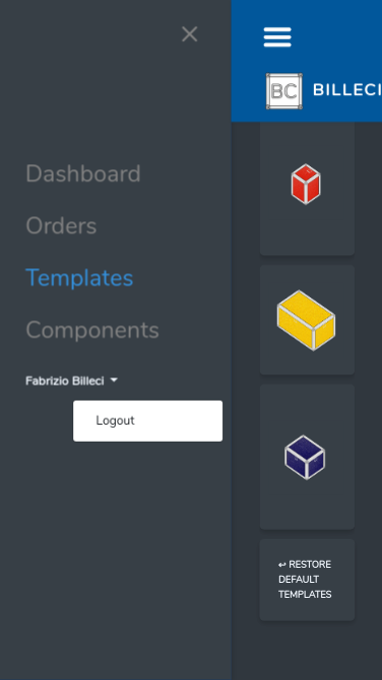 BC BILLECI
Dashboard
Orders
Templates
Components
Fabrizio Billeci
Logout
↩ RESTORE
DEFAULT
TEMPLATES